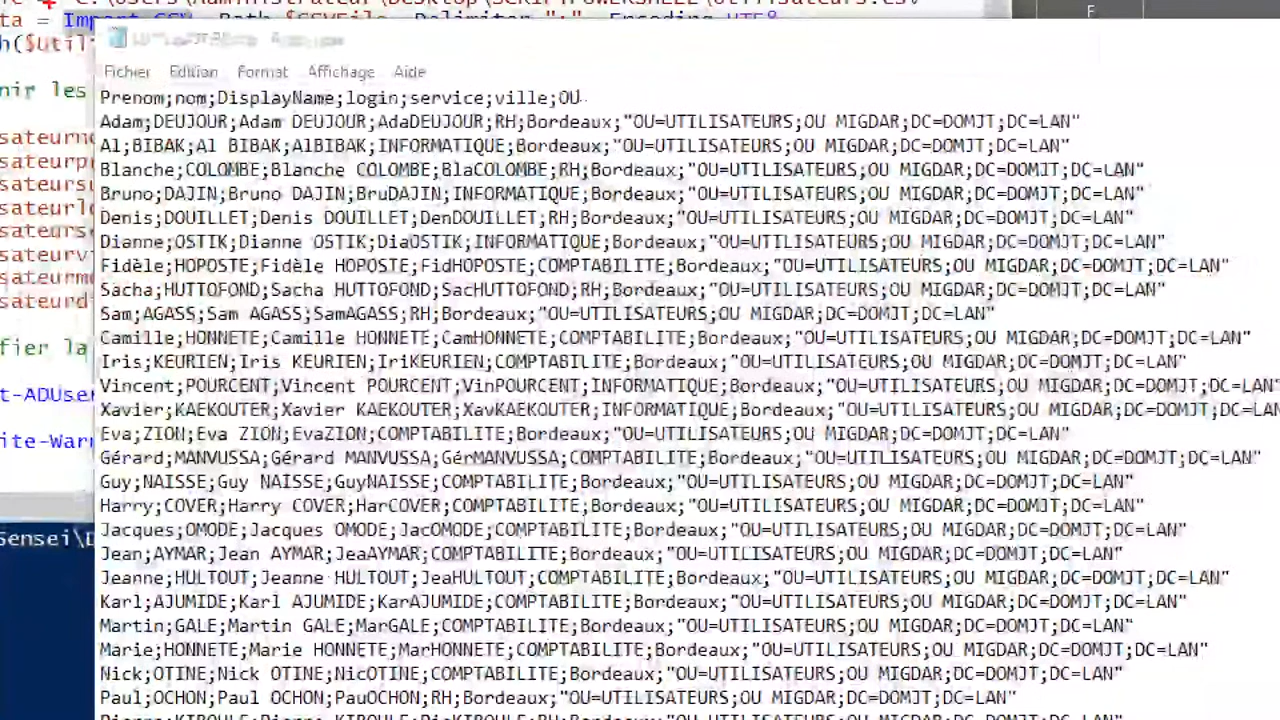 F
ta = Import-CSV -Path $CSVFile -Delimiter ";" -Encoding UTF8
Fichier Edition Format Affichage Aide
nir les
Prenom;nom;DisplayName;login;service;ville;OU
Adam;DEUJOUR;Adam DEUJOUR;AdaDEUJOUR;RH;Bordeaux;"OU=UTILISATEURS;OU MIGDAR;DC=DOMJT;DC=LAN"
Al;BIBAK;Al BIBAK;AlBIBAK;INFORMATIQUE;Bordeaux;"OU=UTILISATEURS;OU MIGDAR;DC=DOMJT;DC=LAN"
Blanche;COLOMBE;Blanche COLOMBE;BlaCOLOMBE;RH;Bordeaux;"OU=UTILISATEURS;OU MIGDAR;DC=DOMJT;DC=LAN"
Bruno;DAJIN;Bruno DAJIN;BruDAJIN;INFORMATIQUE;Bordeaux;"OU=UTILISATEURS;OU MIGDAR;DC=DOMJT;DC=LAN"
Denis;DOUILLET;Denis DOUILLET;DenDOUILLET;RH;Bordeaux;"OU=UTILISATEURS;OU MIGDAR;DC=DOMJT;DC=LAN"
Dianne;OSTIK;Dianne OSTIK;DiaOSTIK;INFORMATIQUE;Bordeaux;"OU=UTILISATEURS;OU MIGDAR;DC=DOMJT;DC=LAN"
Fidèle;HOPOSTE;Fidèle HOPOSTE;FidHOPOSTE;COMPTABILITE;Bordeaux;"OU=UTILISATEURS;OU MIGDAR;DC=DOMJT;DC=LAN"
Sacha;HUTTOFOND;Sacha HUTTOFOND;SacHUTTOFOND;RH;Bordeaux;"OU=UTILISATEURS;OU MIGDAR;DC=DOMJT;DC=LAN"
Sam;AGASS;Sam AGASS;SamAGASS;RH;Bordeaux;"OU=UTILISATEURS;OU MIGDAR;DC=DOMJT;DC=LAN"
Camille;HONNETE;Camille HONNETE;CamHONNETE;COMPTABILITE;Bordeaux;"OU=UTILISATEURS;OU MIGDAR;DC=DOMJT;DC=LAN"
Iris;KEURIEN;Iris KEURIEN;IriKEURIEN;COMPTABILITE;Bordeaux;"OU=UTILISATEURS;OU MIGDAR;DC=DOMJT;DC=LAN"
Vincent;POURCENT;Vincent POURCENT;VinPOURCENT;INFORMATIQUE;Bordeaux;"OU=UTILISATEURS;OU MIGDAR;DC=DOMJT;DC=LAN"
Xavier;KAEKOUTER;Xavier KAEKOUTER;XavKAEKOUTER;INFORMATIQUE;Bordeaux;"OU=UTILISATEURS;OU MIGDAR;DC=DOMJT;DC=LAN
Eva;ZION;Eva ZION;EvaZION;COMPTABILITE;Bordeaux;"OU=UTILISATEURS;OU MIGDAR;DC=DOMJT;DC=LAN"
Gérard;MANVUSSA;Gérard MANVUSSA;GérMANVUSSA;COMPTABILITE;Bordeaux;"OU=UTILISATEURS;OU MIGDAR;DC=DOMJT;DC=LAN"
Guy;NAISSE;Guy NAISSE;GuyNAISSE;COMPTABILITE;Bordeaux;"OU=UTILISATEURS;OU MIGDAR;DC=DOMJT;DC=LAN"
Harry;COVER;Harry COVER;HarCOVER;COMPTABILITE;Bordeaux;"OU=UTILISATEURS;OU MIGDAR;DC=DOMJT;DC=LAN"
Jacques;OMODE;Jacques OMODE;JacOMODE;COMPTABILITE;Bordeaux;"OU=UTILISATEURS;OU MIGDAR;DC=DOMJT;DC=LAN"
Jean;AYMAR;Jean AYMAR;JeaAYMAR;COMPTABILITE;Bordeaux;"OU=UTILISATEURS;OU MIGDAR;DC=DOMJT;DC=LAN"
Jeanne;HULTOUT;Jeanne HULTOUT;JeaHULTOUT;COMPTABILITE;Bordeaux;"OU=UTILISATEURS;OU MIGDAR;DC=DOMJT;DC=LAN"
Karl;AJUMIDE;Karl AJUMIDE;KarAJUMIDE;COMPTABILITE;Bordeaux;"OU=UTILISATEURS;OU MIGDAR;DC=DOMJT;DC=LAN"
Martin;GALE;Martin GALE;MarGALE;COMPTABILITE;Bordeaux;"OU=UTILISATEURS;OU MIGDAR;DC=DOMJT;DC=LAN"
Marie;HONNETE;Marie HONNETE;MarHONNETE;COMPTABILITE;Bordeaux;"OU=UTILISATEURS;OU MIGDAR;DC=DOMJT;DC=LAN"
Nick;OTINE;Nick OTINE;NicOTINE;COMPTABILITE;Bordeaux;"OU=UTILISATEURS;OU MIGDAR;DC=DOMJT;DC=LAN"
Paul;OCHON;Paul OCHON;PauOCHON;RH;Bordeaux;"OU=UTILISATEURS;OU MIGDAR;DC=DOMJT;DC=LAN"
fier la
t-ADUser
Sensei\D